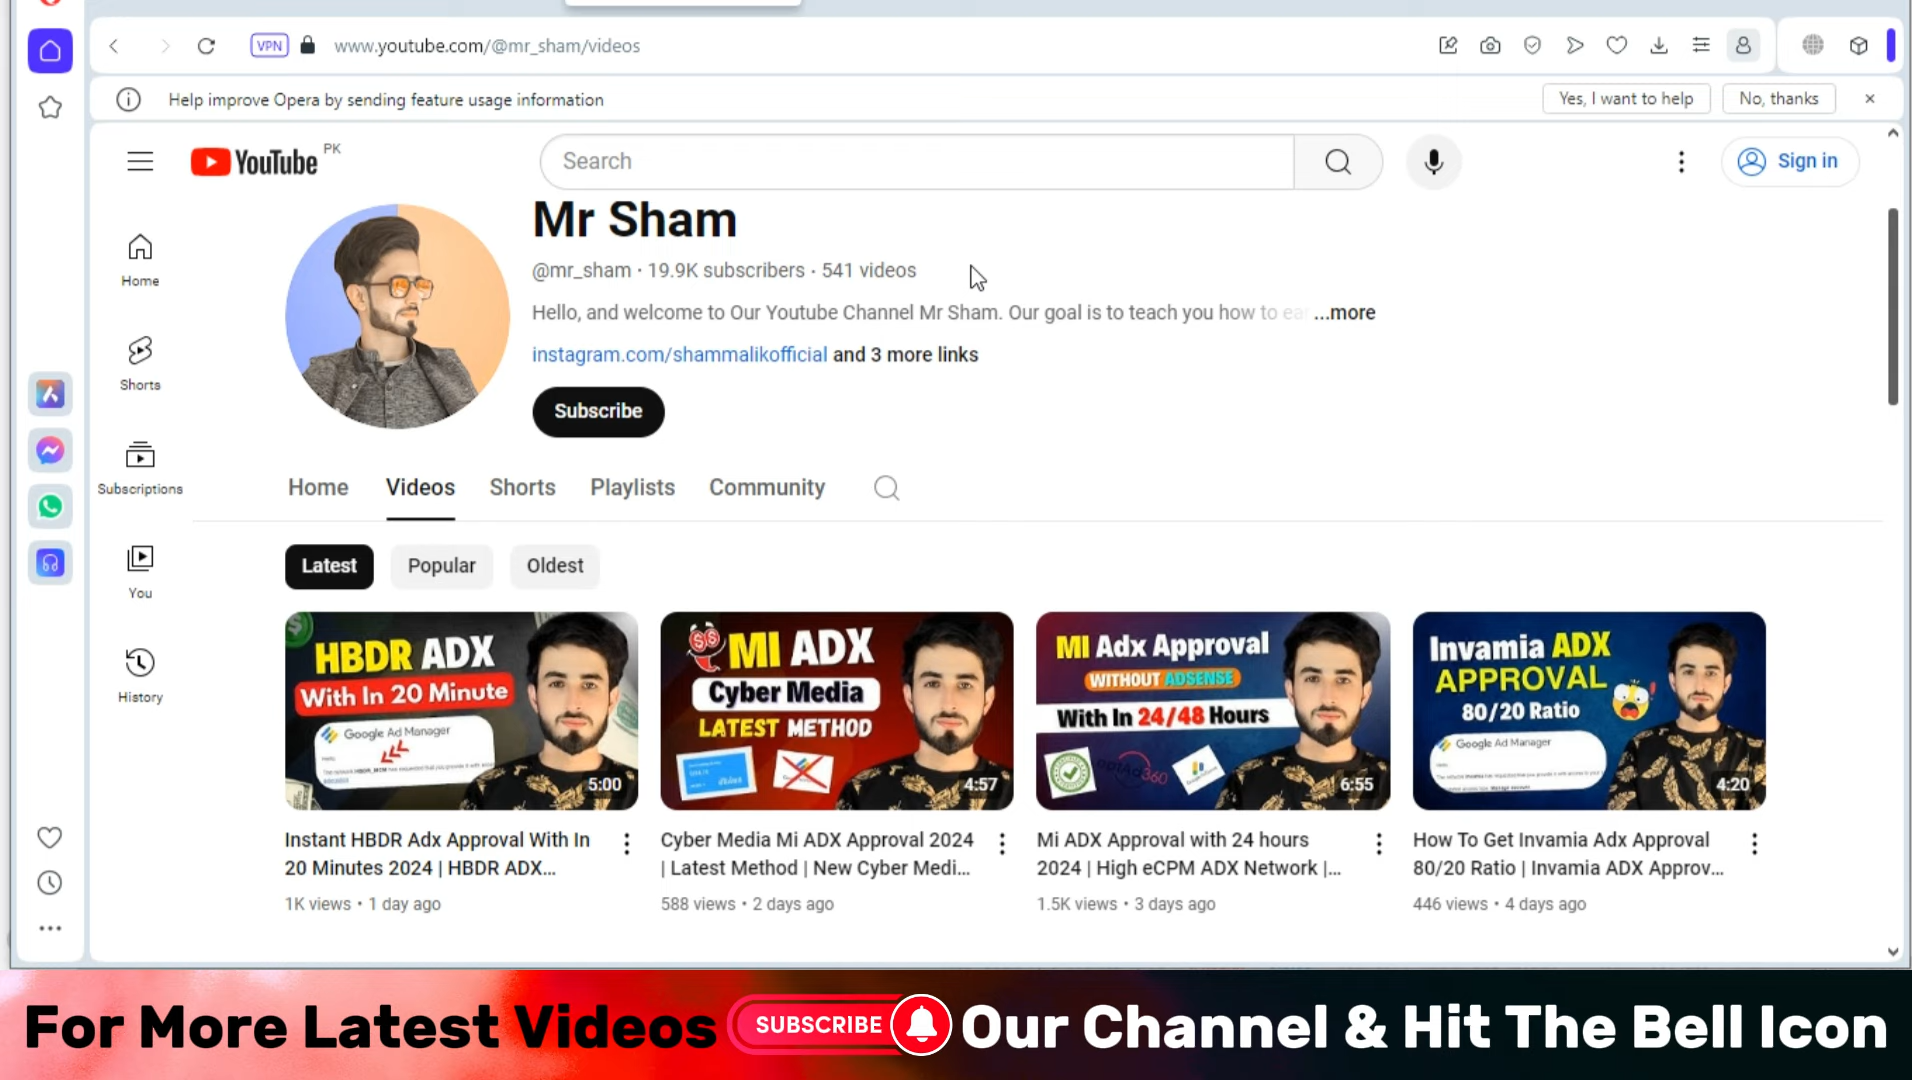 VPN
www.youtube.com/@mr_sham/videos
Help improve Opera by sending feature usage information
Yes, I want to help
No, thanks
YouTube PK
Search
Sign in
Mr Sham
@mr_sham · 19.9K subscribers · 541 videos
Hello, and welcome to Our Youtube Channel Mr Sham. Our goal is to teach you how to ea ...more
instagram.com/shammalikofficial and 3 more links
Subscribe
Home
Shorts
Subscriptions
You
History
Home Videos Shorts Playlists Community
Latest Popular Oldest
HBDR ADX
With In 20 Minute
Google Ad Manager
5:00
MI ADX
Cyber Media
LATEST METHOD
4:57
MI Adx Approval
WITHOUT ADSENSE
With In 24/48 Hours
6:55
Invamia ADX
APPROVAL
80/20 Ratio
Google Ad Manager
4:20
Instant HBDR Adx Approval With In
20 Minutes 2024 | HBDR ADX...
1K views • 1 day ago
Cyber Media Mi ADX Approval 2024
| Latest Method | New Cyber Medi...
588 views • 2 days ago
Mi ADX Approval with 24 hours
2024 | High eCPM ADX Network |...
1.5K views • 3 days ago
How To Get Invamia Adx Approval
80/20 Ratio | Invamia ADX Approv...
446 views • 4 days ago
For More Latest Videos SUBSCRIBE Our Channel & Hit The Bell Icon